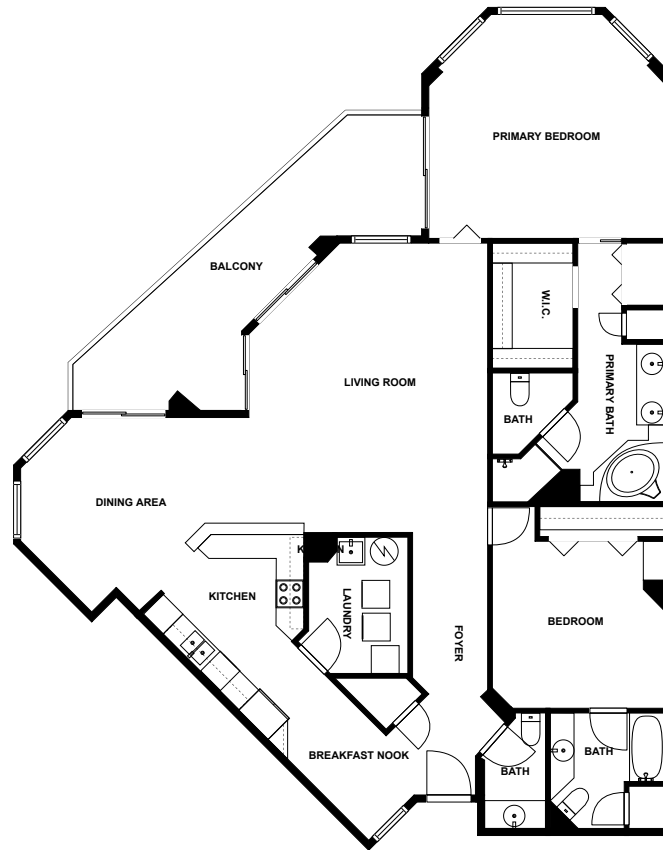 PRIMARY BEDROOM
BALCONY
W.I.C.
LIVING ROOM
PRIMARY BATH
BATH
DINING AREA
KITCHEN
LAUNDRY
BEDROOM
FOYER
BREAKFAST NOOK
BATH
BATH